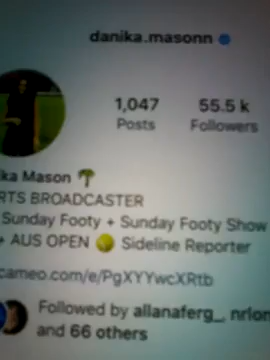 danika.masonn
1,047 55.5 k
Posts Followers
ka Mason
RTS BROADCASTER
Sunday Footy + Sunday Footy Show
+ AUS OPEN Sideline Reporter
cameo.com/e/PgXYYwcXRtb
Followed by allanaferg_, nrlon
and 66 others